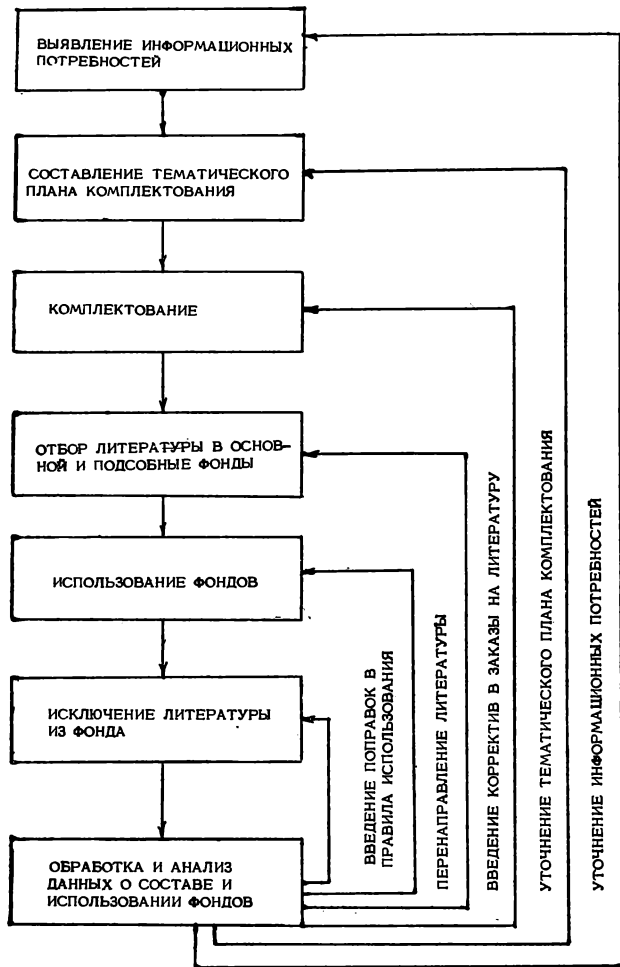 ВЫЯВЛЕНИЕ ИНФОРМАЦИОННЫХ
ПОТРЕБНОСТЕЙ
СОСТАВЛЕНИЕ ТЕМАТИЧЕСКОГО
ПЛАНА КОМПЛЕКТОВАНИЯ
КОМПЛЕКТОВАНИЕ
ОТБОР ЛИТЕРАТУРЫ В ОСНОВ-
НОЙ И ПОДСОБНЫЕ ФОНДЫ
ИСПОЛЬЗОВАНИЕ ФОНДОВ
ИСКЛЮЧЕНИЕ ЛИТЕРАТУРЫ
ИЗ ФОНДА
ОБРАБОТКА И АНАЛИЗ
ДАННЫХ О СОСТАВЕ И
ИСПОЛЬЗОВАНИИ ФОНДОВ
ВВЕДЕНИЕ ПОПРАВОК В
ПРАВИЛА ИСПОЛЬЗОВАНИЯ
ПЕРЕНАПРАВЛЕНИЕ ЛИТЕРАТУРЫ
ВВЕДЕНИЕ КОРРЕКТИВ В ЗАКАЗЫ НА ЛИТЕРАТУРУ
УТОЧНЕНИЕ ТЕМАТИЧЕСКОГО ПЛАНА КОМПЛЕКТОВАНИЯ
УТОЧНЕНИЕ ИНФОРМАЦИОННЫХ ПОТРЕБНОСТЕЙ